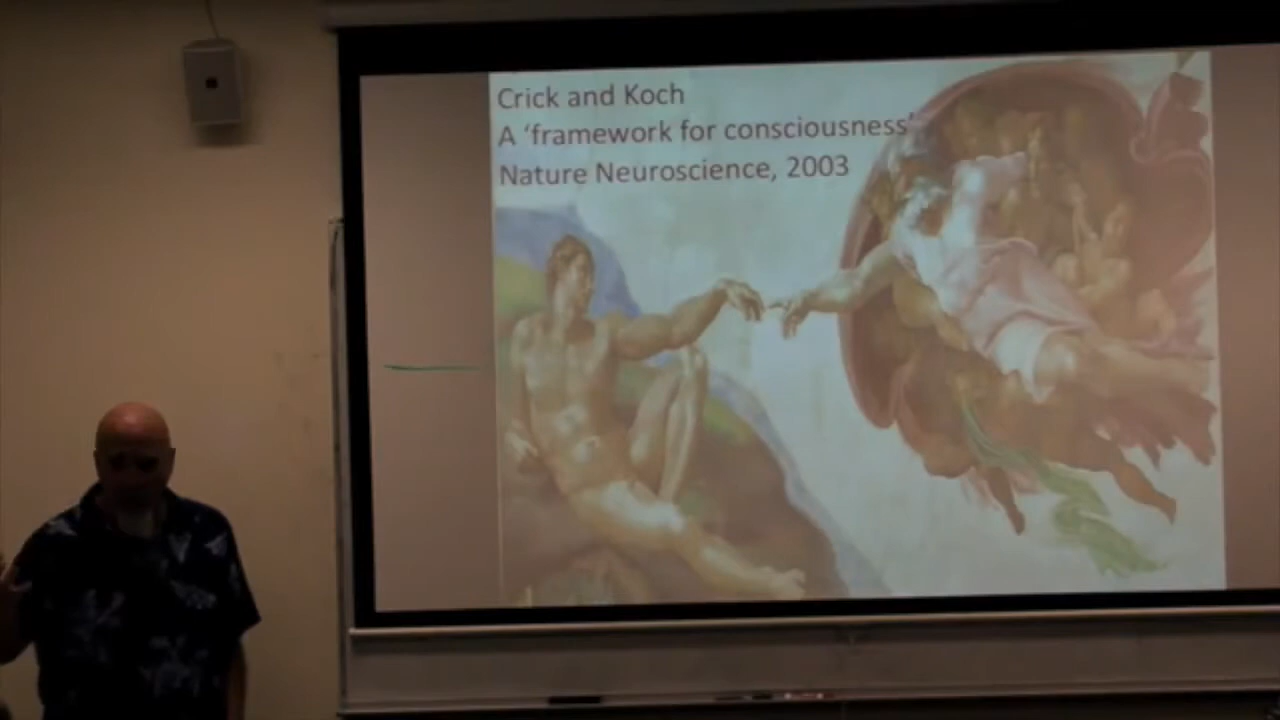 Crick and Koch
A ‘framework for consciousness’
Nature Neuroscience, 2003